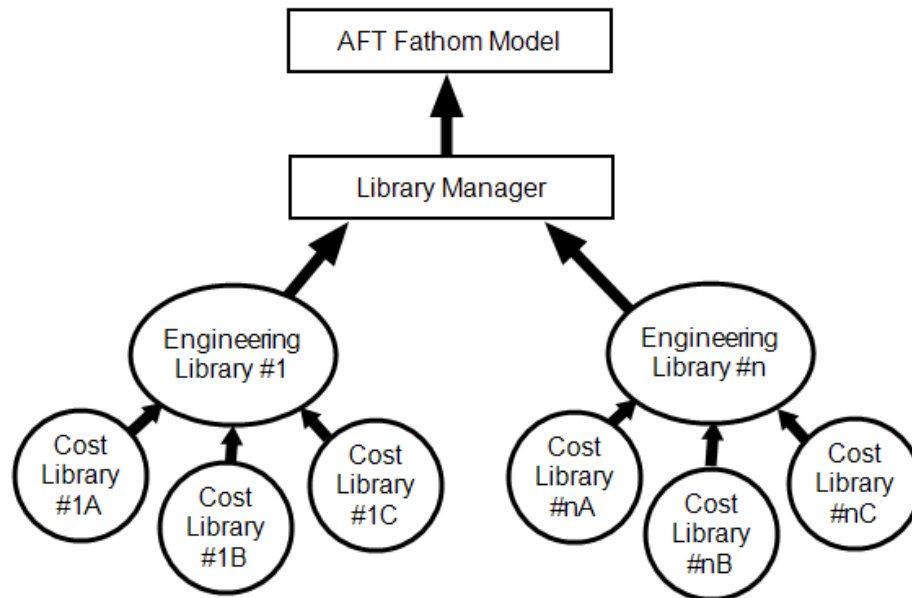 AFT Fathom Model
Library Manager
Engineering
Library #1
Engineering
Library #n
Cost
Library
#1A
Cost
Library
#1B
Cost
Library
#1C
Cost
Library
#nA
Cost
Library
#nB
Cost
Library
#nC